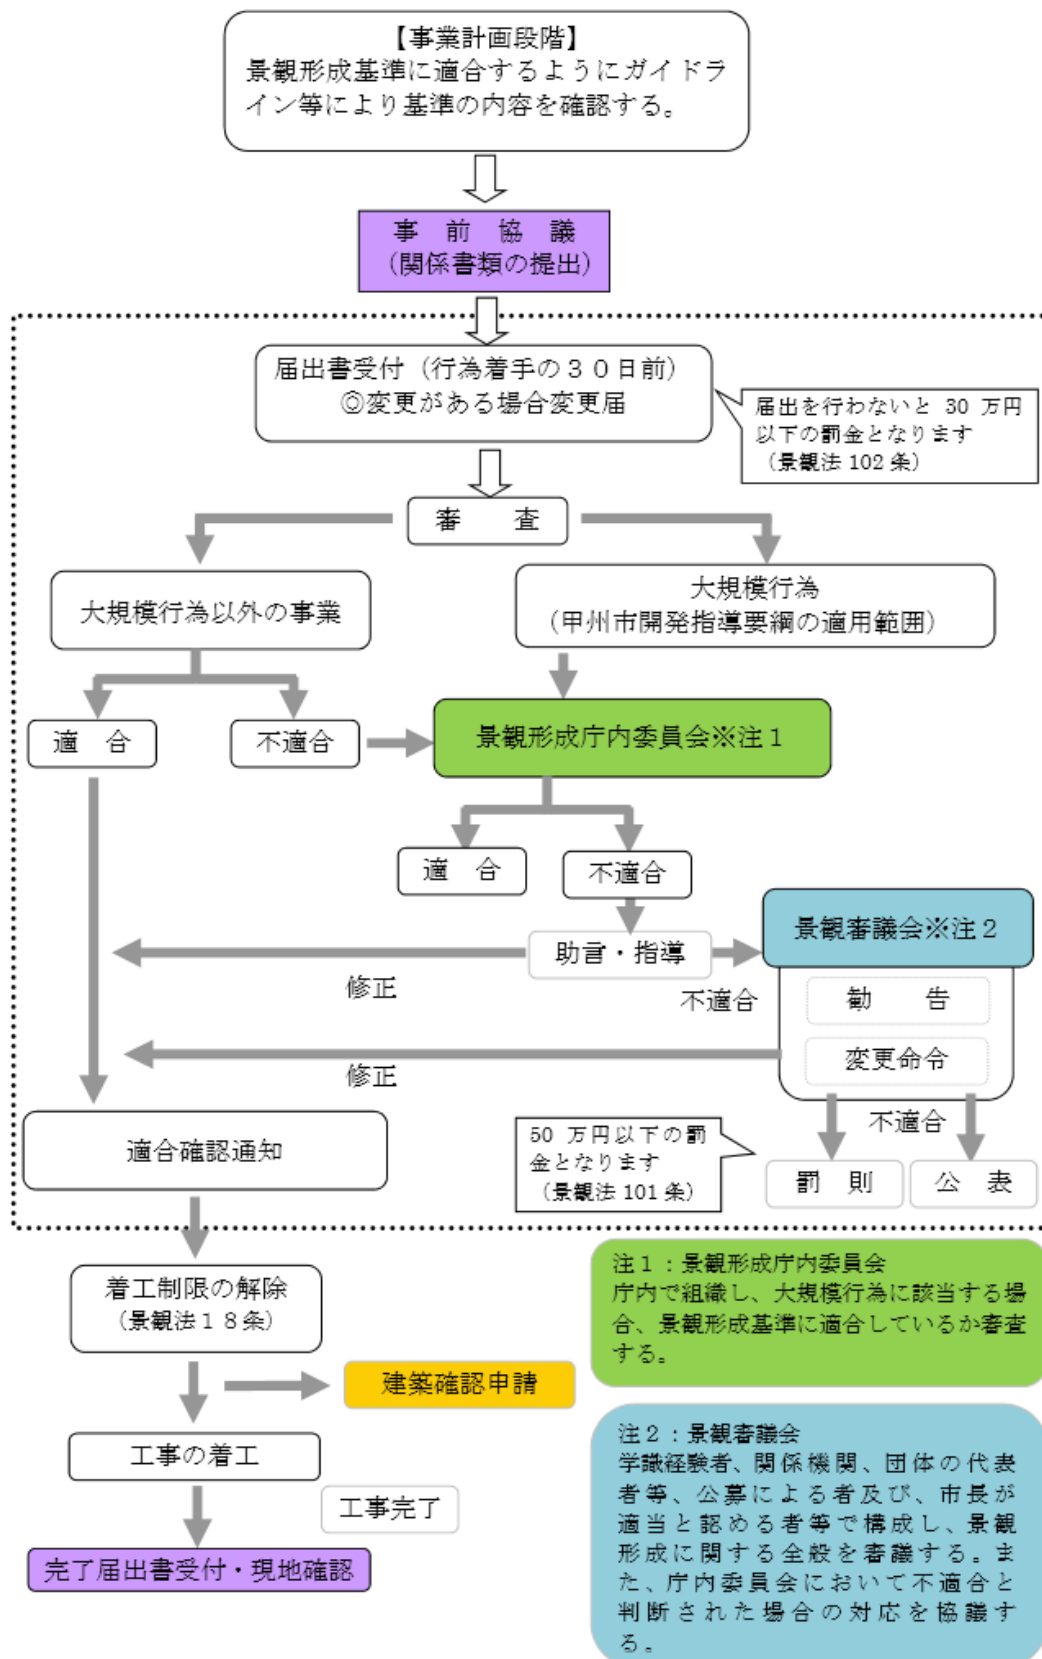 【事業計画段階】
景観形成基準に適合するようにガイドラ
イン等により基準の内容を確認する。
事 前 協 議
（関係書類の提出）
届出書受付（行為着手の３０日前）
◎変更がある場合変更届
届出を行わないと 30 万円
以下の罰金となります
（景観法 102 条）
審　査
大規模行為以外の事業
大規模行為
（甲州市開発指導要綱の適用範囲）
適　合
不適合
景観形成庁内委員会※注１
適　合
不適合
助言・指導
景観審議会※注２
修正
不適合
勧　告
変更命令
修正
不適合
適合確認通知
50 万円以下の罰
金となります
（景観法 101 条）
罰　則
公　表
着工制限の解除
（景観法１８条）
建築確認申請
工事の着工
工事完了
完了届出書受付・現地確認
注１：景観形成庁内委員会
庁内で組織し、大規模行為に該当する場
合、景観形成基準に適合しているか審査
する。
注２：景観審議会
学識経験者、関係機関、団体の代表
者等、公募による者及び、市長が
適当と認める者等で構成し、景観
形成に関する全般を審議する。ま
た、庁内委員会において不適合と
判断された場合の対応を協議す
る。